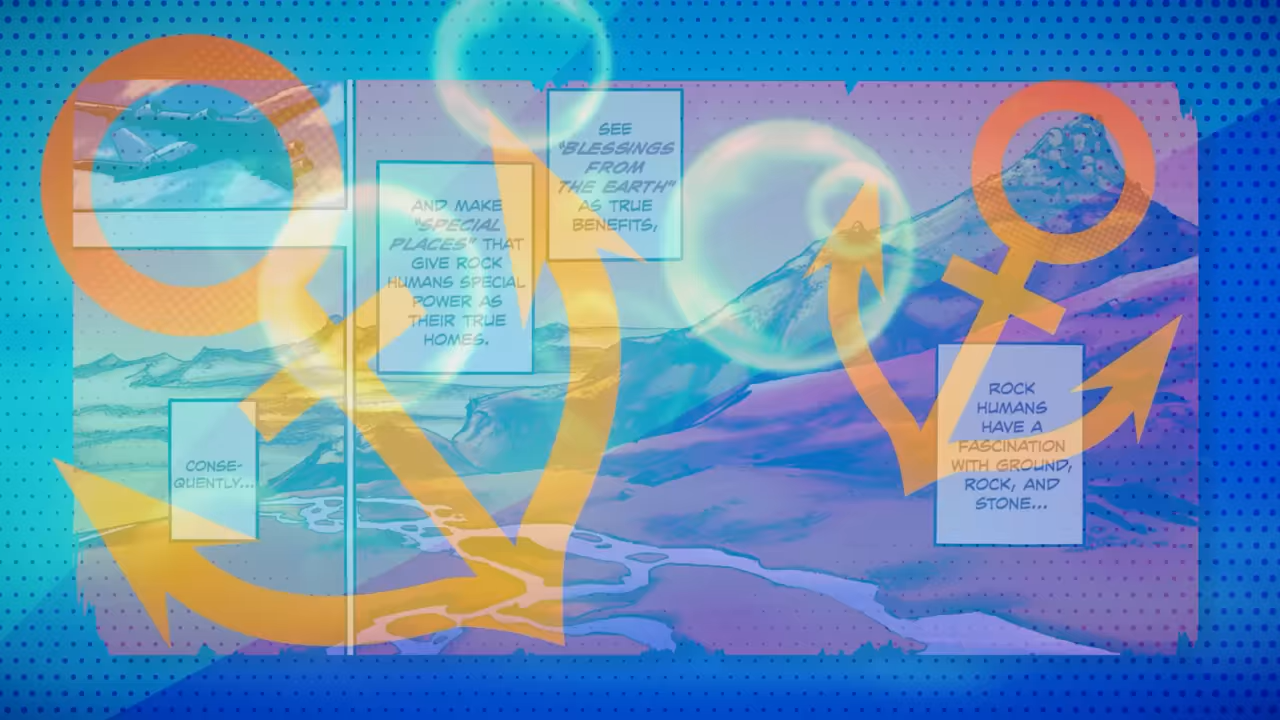 ROCK
HUMANS
HAVE A
FASCINATION
WITH GROUND,
ROCK, AND
STONE...
SEE
"BLESSINGS
FROM
THE EARTH"
AS TRUE
BENEFITS,
AND MAKE
"SPECIAL
PLACES" THAT
GIVE ROCK
HUMANS SPECIAL
POWER AS
THEIR TRUE
HOMES.
CONSE-
QUENTLY...